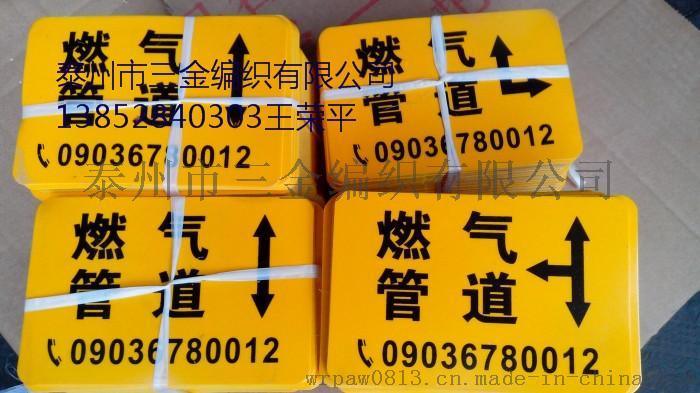 燃 气
管 道
09036780012
燃 气
管 道
09036780012
泰州市三金编织有限公司
13852840303王荣平
泰州市三金编织有限公司
燃 气
管 道
09036780012
燃 气
管 道
09036780012
wrpaw0813.cn.made-in-china